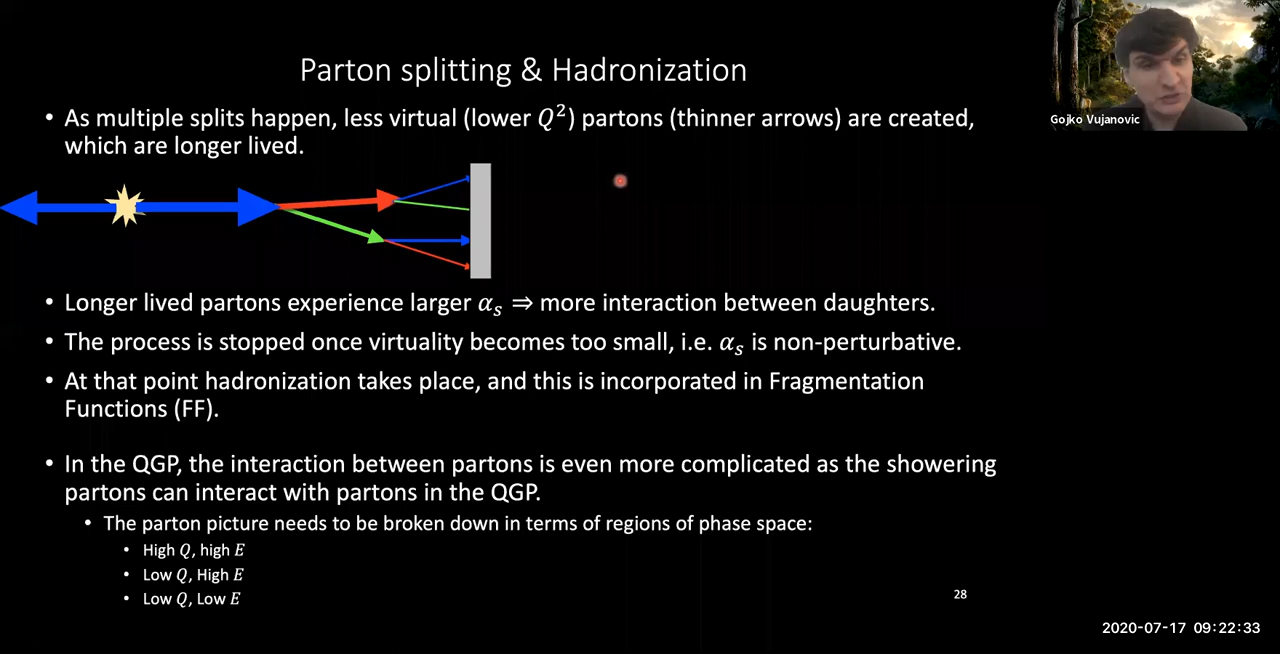 Parton splitting & Hadronization
• As multiple splits happen, less virtual (lower Q²) partons (thinner arrows) are created,
which are longer lived.
Gojko Vujanovic
• Longer lived partons experience larger αₛ ⇒ more interaction between daughters.
• The process is stopped once virtuality becomes too small, i.e. αₛ is non-perturbative.
• At that point hadronization takes place, and this is incorporated in Fragmentation
Functions (FF).
• In the QGP, the interaction between partons is even more complicated as the showering
partons can interact with partons in the QGP.
• The parton picture needs to be broken down in terms of regions of phase space:
• High Q, high E
• Low Q, High E
• Low Q, Low E
28
2020-07-17 09:22:33